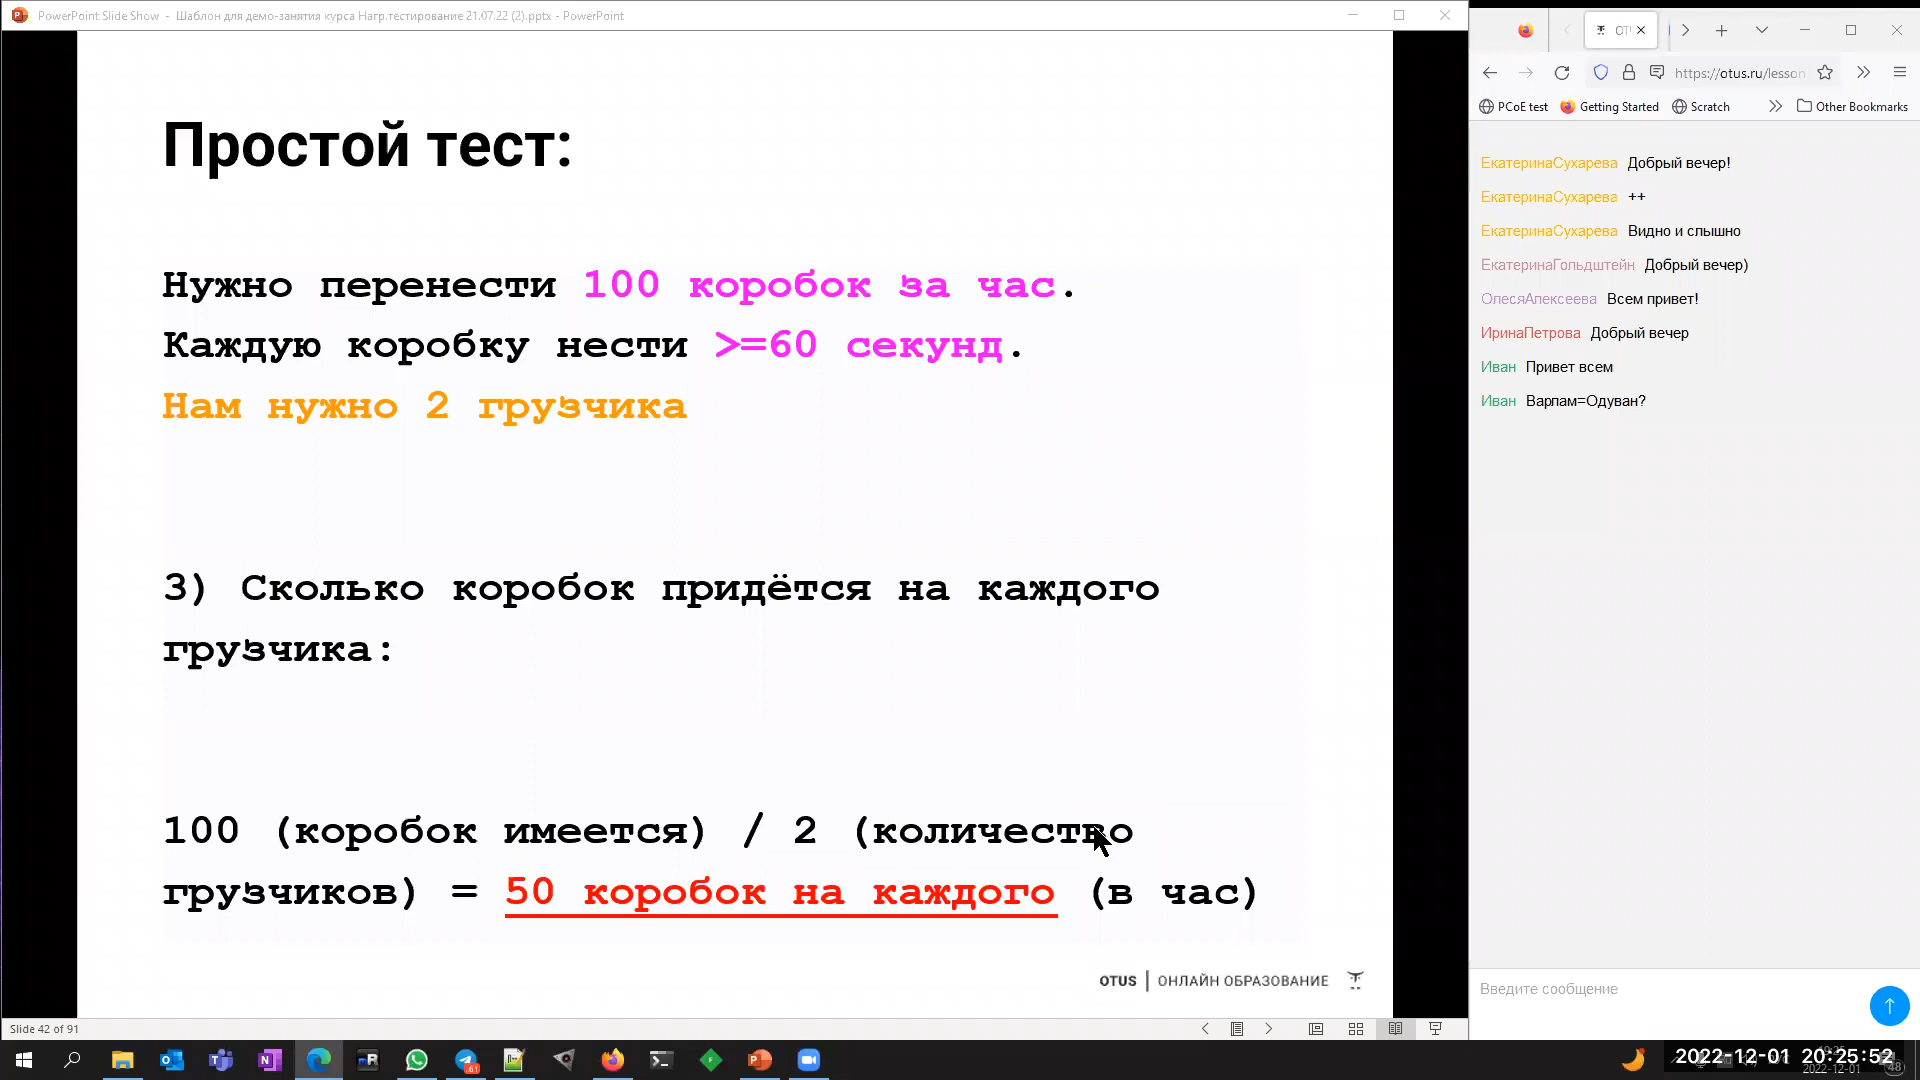 PowerPoint Slide Show - Шаблон для демо-занятия курса Нагр.тестирование 21.07.22 (2).pptx - PowerPoint
Простой тест:
Нужно перенести 100 коробок за час.
Каждую коробку нести >=60 секунд.
Нам нужно 2 грузчика
3) Сколько коробок придётся на каждого
грузчика:
100 (коробок имеется) / 2 (количество
грузчиков) = 50 коробок на каждого (в час)
OTUS | ОНЛАЙН ОБРАЗОВАНИЕ
Slide 42 of 91
https://otus.ru/lesson
PCoE test Getting Started Scratch Other Bookmarks
ЕкатеринаСухарева Добрый вечер!
ЕкатеринаСухарева ++
ЕкатеринаСухарева Видно и слышно
ЕкатеринаГольдштейн Добрый вечер)
ОлесяАлексеева Всем привет!
ИринаПетрова Добрый вечер
Иван Привет всем
Иван Варлам=Одуван?
Введите сообщение
2022-12-01 20:25:52
2022-12-01